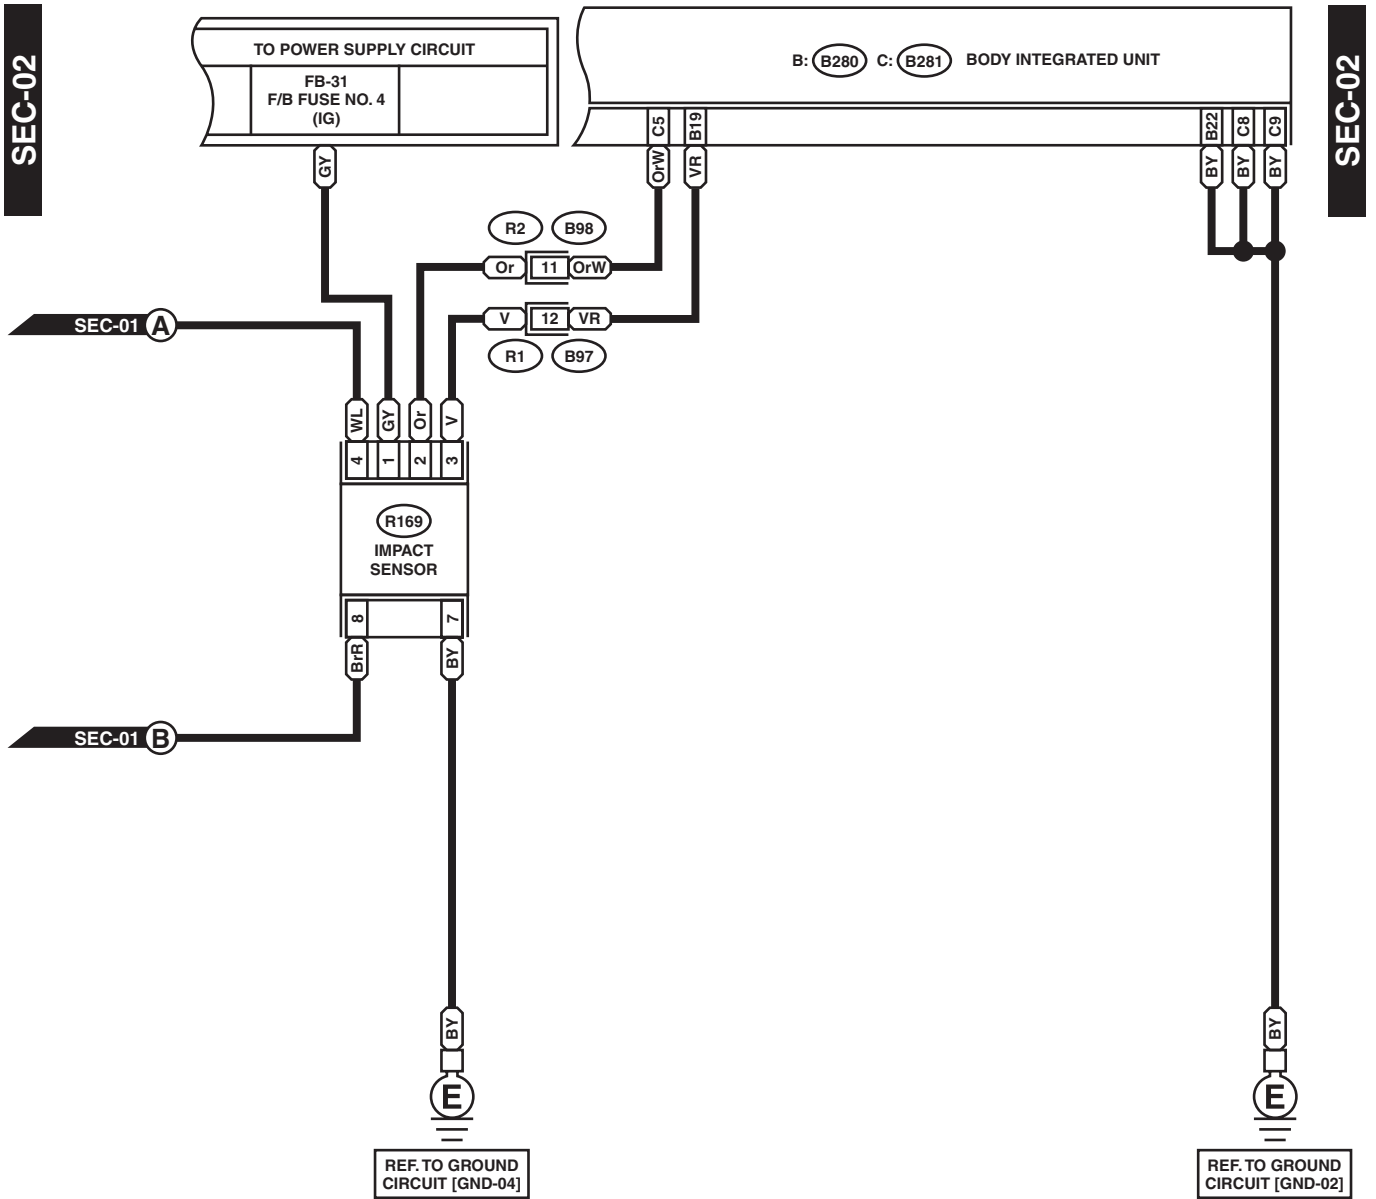 SEC-02
SEC-02
TO POWER SUPPLY CIRCUIT
FB-31
F/B FUSE NO. 4
(IG)
B: B280 C: B281 BODY INTEGRATED UNIT
C5 B19 B22 C8 C9
GY OrW VR BY BY BY
R2 B98
Or 11 OrW
V 12 VR
R1 B97
SEC-01 A
WL GY Or V
4 1 2 3
R169
IMPACT
SENSOR
8 7
BrR BY
SEC-01 B
BY BY
E E
REF. TO GROUND
CIRCUIT [GND-04]
REF. TO GROUND
CIRCUIT [GND-02]